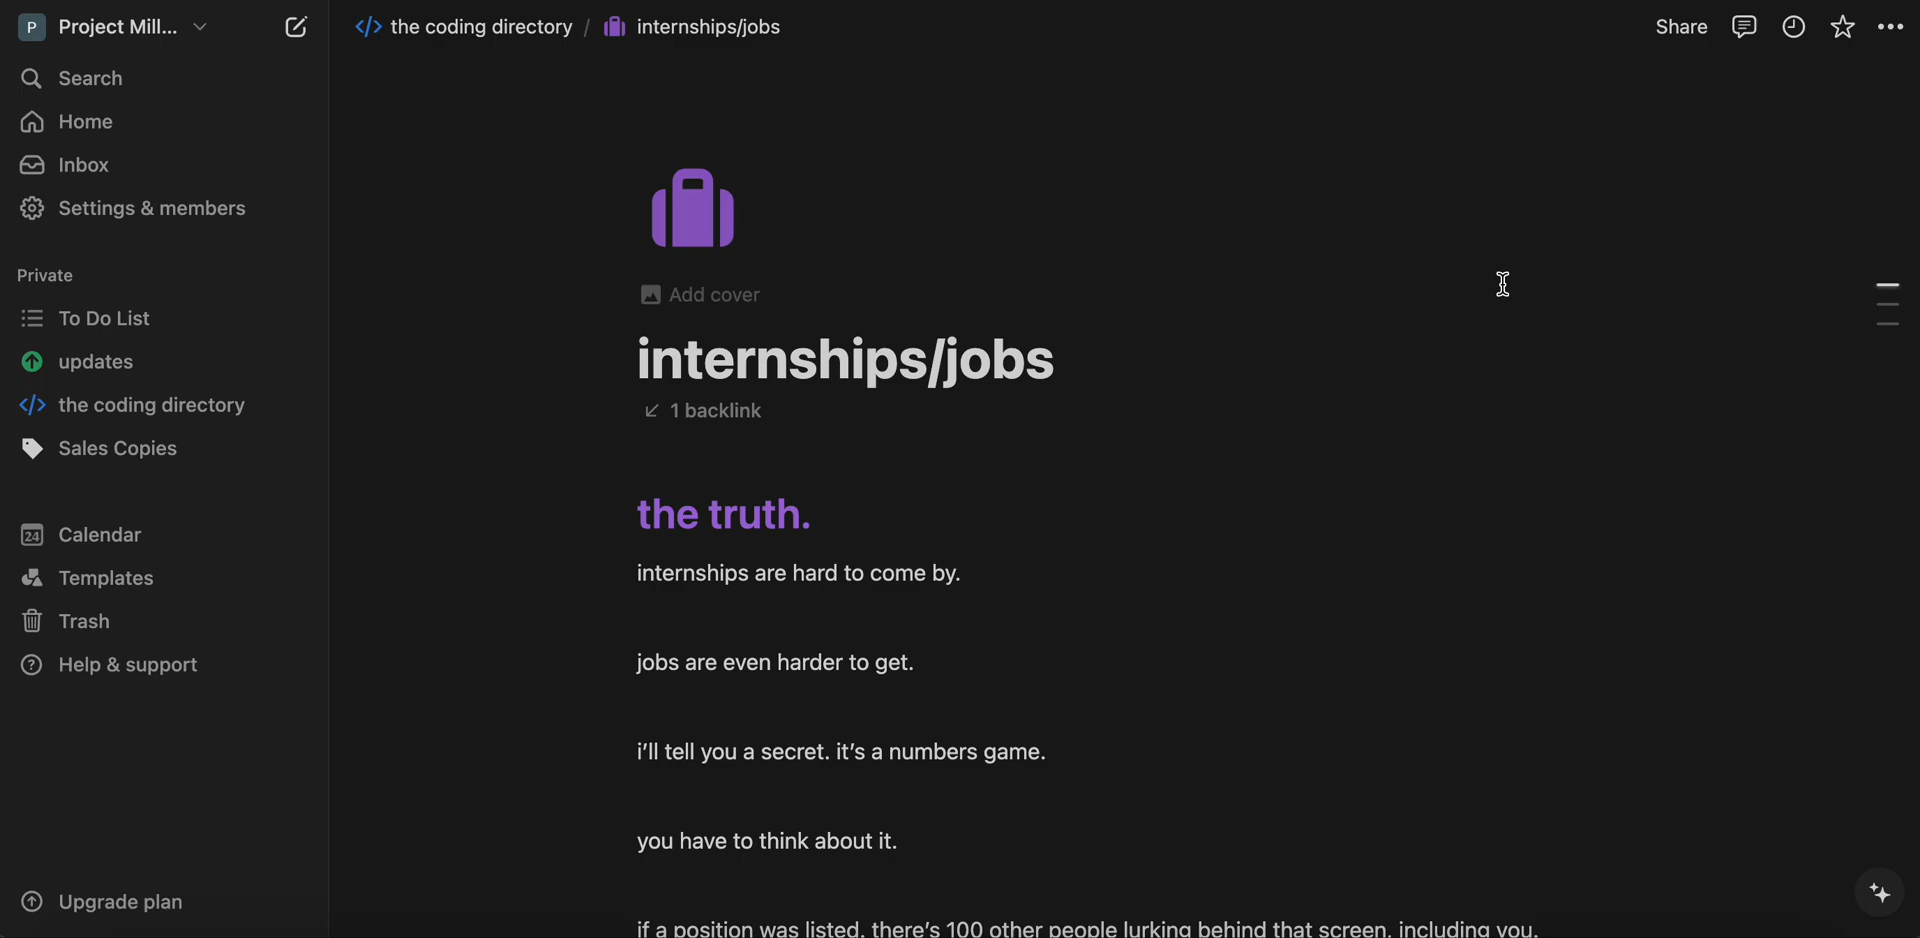 P Project Mill...
the coding directory / internships/jobs
Share
Search
Home
Inbox
Settings & members
Private
To Do List
updates
the coding directory
Sales Copies
24 Calendar
Templates
Trash
Help & support
Upgrade plan
Add cover
internships/jobs
1 backlink
the truth.
internships are hard to come by.
jobs are even harder to get.
i’ll tell you a secret. it’s a numbers game.
you have to think about it.
if a position was listed, there’s 100 other people lurking behind that screen, including you.